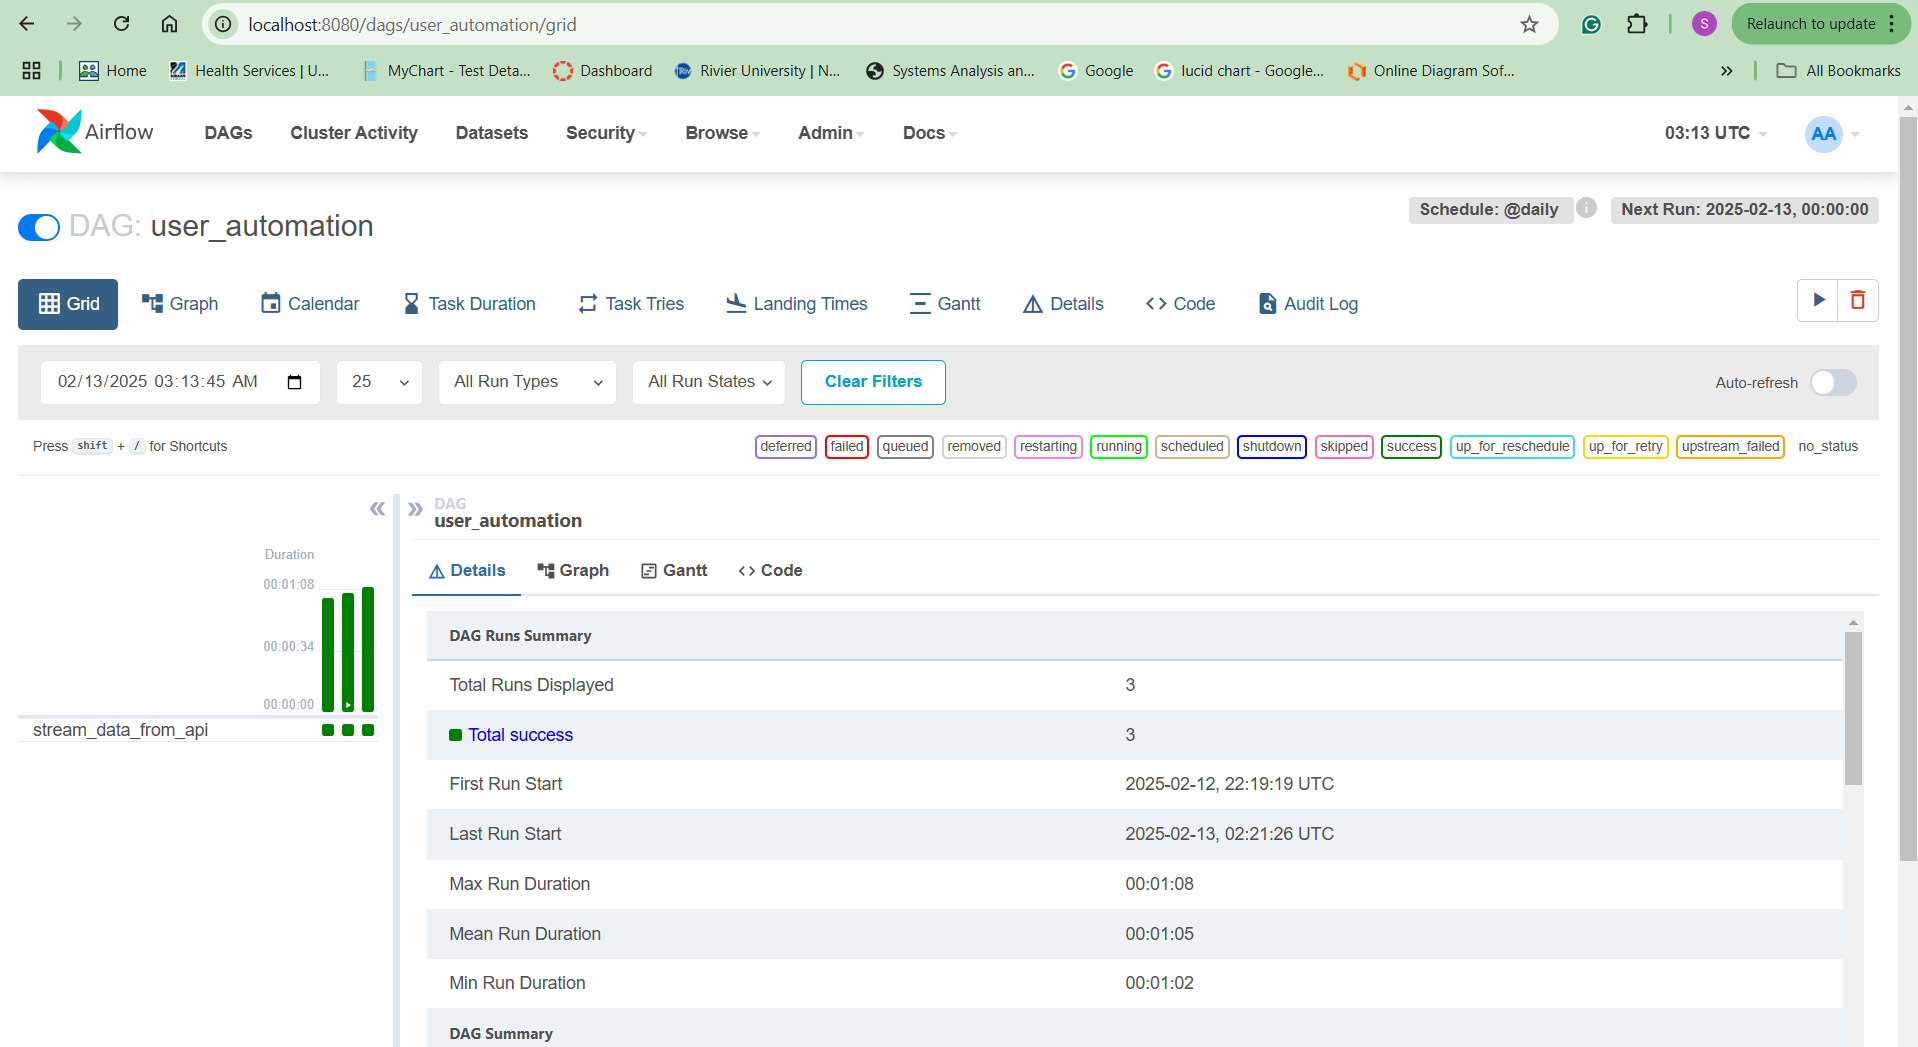 localhost:8080/dags/user_automation/grid
S
Relaunch to update
Home
Health Services | U...
MyChart - Test Deta...
Dashboard
Rivier University | N...
Systems Analysis an...
Google
lucid chart - Google...
Online Diagram Sof...
All Bookmarks
Airflow
DAGs
Cluster Activity
Datasets
Security
Browse
Admin
Docs
03:13 UTC
AA
DAG: user_automation
Schedule: @daily
i
Next Run: 2025-02-13, 00:00:00
Grid
Graph
Calendar
Task Duration
Task Tries
Landing Times
Gantt
Details
Code
Audit Log
02/13/2025 03:13:45 AM
25
All Run Types
All Run States
Clear Filters
Auto-refresh
Press shift + / for Shortcuts
deferred
failed
queued
removed
restarting
running
scheduled
shutdown
skipped
success
up_for_reschedule
up_for_retry
upstream_failed
no_status
DAG
user_automation
Duration
00:01:08
00:00:34
00:00:00
stream_data_from_api
Details
Graph
Gantt
Code
DAG Runs Summary
Total Runs Displayed 3
Total success 3
First Run Start 2025-02-12, 22:19:19 UTC
Last Run Start 2025-02-13, 02:21:26 UTC
Max Run Duration 00:01:08
Mean Run Duration 00:01:05
Min Run Duration 00:01:02
DAG Summary